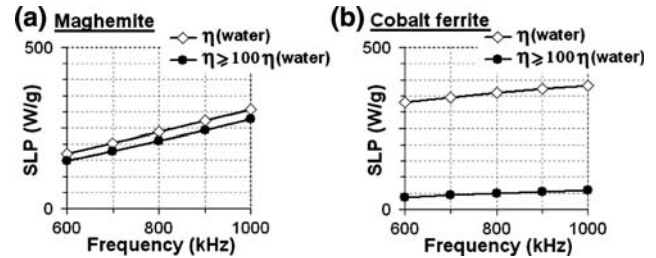 (a) Maghemite
η(water)
η⩾100η(water)
SLP (W/g)
500
0
600 800 1000
Frequency (kHz)
(b) Cobalt ferrite
η(water)
η⩾100η(water)
SLP (W/g)
500
0
600 800 1000
Frequency (kHz)